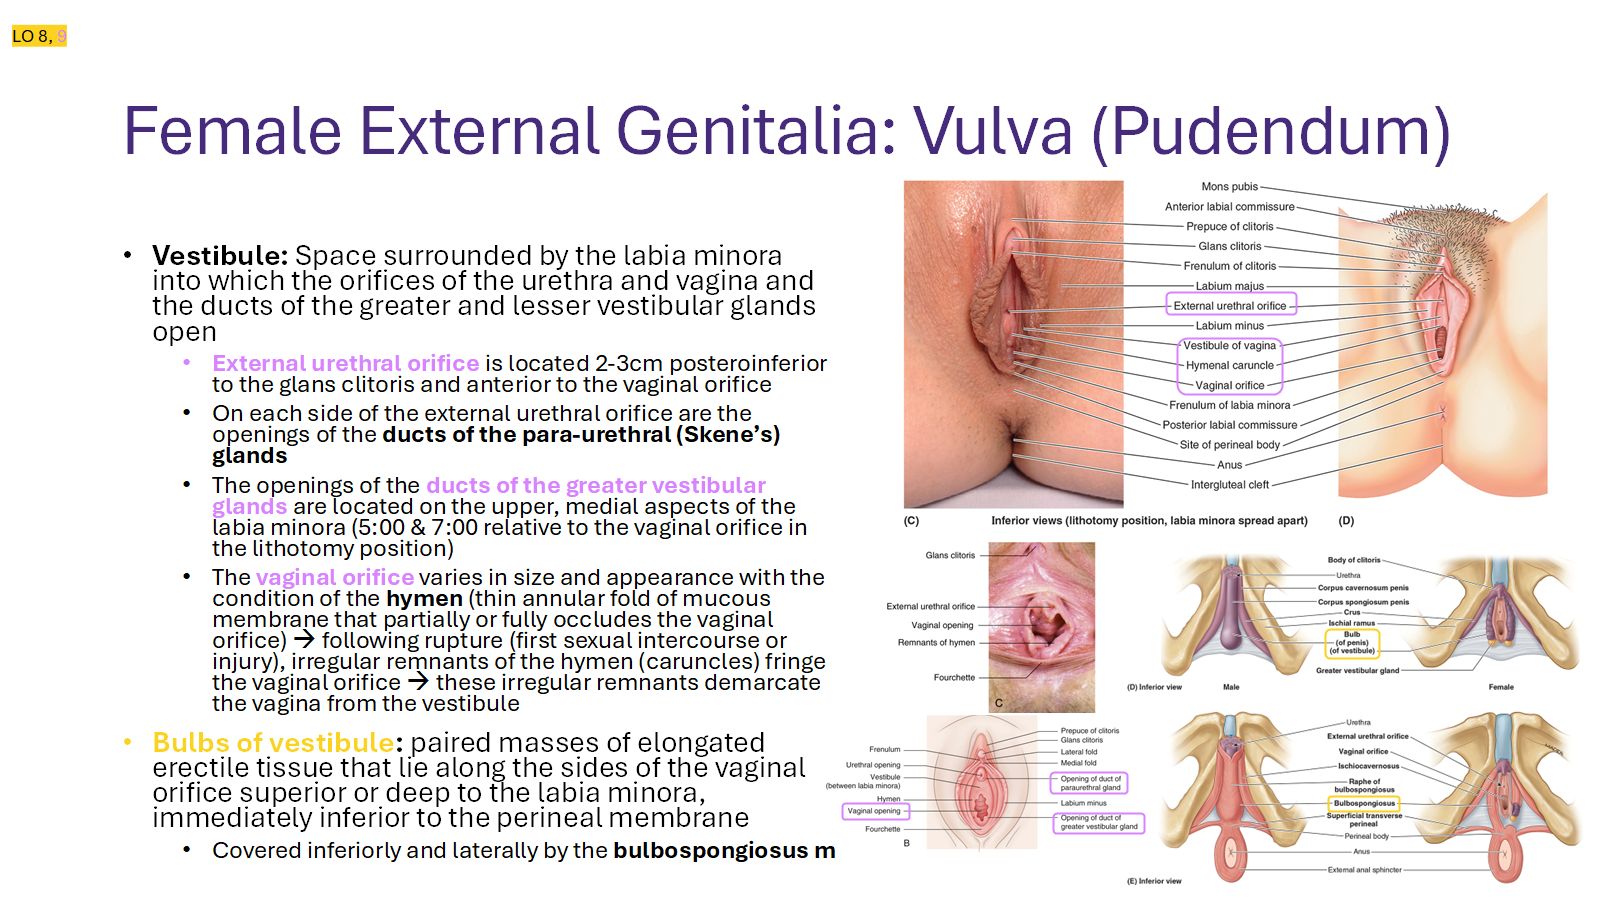 LO 8, 9
Female External Genitalia: Vulva (Pudendum)
• Vestibule: Space surrounded by the labia minora
into which the orifices of the urethra and vagina and
the ducts of the greater and lesser vestibular glands
open
• External urethral orifice is located 2-3cm posteroinferior
to the glans clitoris and anterior to the vaginal orifice
• On each side of the external urethral orifice are the
openings of the ducts of the para-urethral (Skene's)
glands
• The openings of the ducts of the greater vestibular
glands are located on the upper, medial aspects of the
labia minora (5:00 & 7:00 relative to the vaginal orifice in
the lithotomy position)
• The vaginal orifice varies in size and appearance with the
condition of the hymen (thin annular fold of mucous
membrane that partially or fully occludes the vaginal
orifice) → following rupture (first sexual intercourse or
injury), irregular remnants of the hymen (caruncles) fringe
the vaginal orifice → these irregular remnants demarcate
the vagina from the vestibule
• Bulbs of vestibule: paired masses of elongated
erectile tissue that lie along the sides of the vaginal
orifice superior or deep to the labia minora,
immediately inferior to the perineal membrane
• Covered inferiorly and laterally by the bulbospongiosus m
Mons pubis
Anterior labial commissure
Prepuce of clitoris
Glans clitoris
Frenulum of clitoris
Labium majus
External urethral orifice
Labium minus
Vestibule of vagina
Hymenal caruncle
Vaginal orifice
Frenulum of labia minora
Posterior labial commissure
Site of perineal body
Anus
Intergluteal cleft
(C) Inferior views (lithotomy position, labia minora spread apart) (D)
Glans clitoris
External urethral orifice
Vaginal opening
Remnants of hymen
Fourchette
C
Body of clitoris
Urethra
Corpus cavernosum penis
Corpus spongiosum penis
Crus
Ischial ramus
Bulb
(of penis)
(of vestibule)
Greater vestibular gland
(D) Inferior view Male Female
Frenulum
Urethral opening
Vestibule
(between labia minora)
Hymen
Vaginal opening
Fourchette
B
Prepuce of clitoris
Glans clitoris
Lateral fold
Medial fold
Opening of duct of
paraurethral gland
Labium minus
Opening of duct of
greater vestibular gland
Urethra
External urethral orifice
Vaginal orifice
Ischiocavernosus
Raphe of
bulbospongiosus
Bulbospongiosus
Superficial transverse
perineal
Perineal body
Anus
External anal sphincter
(E) Inferior view